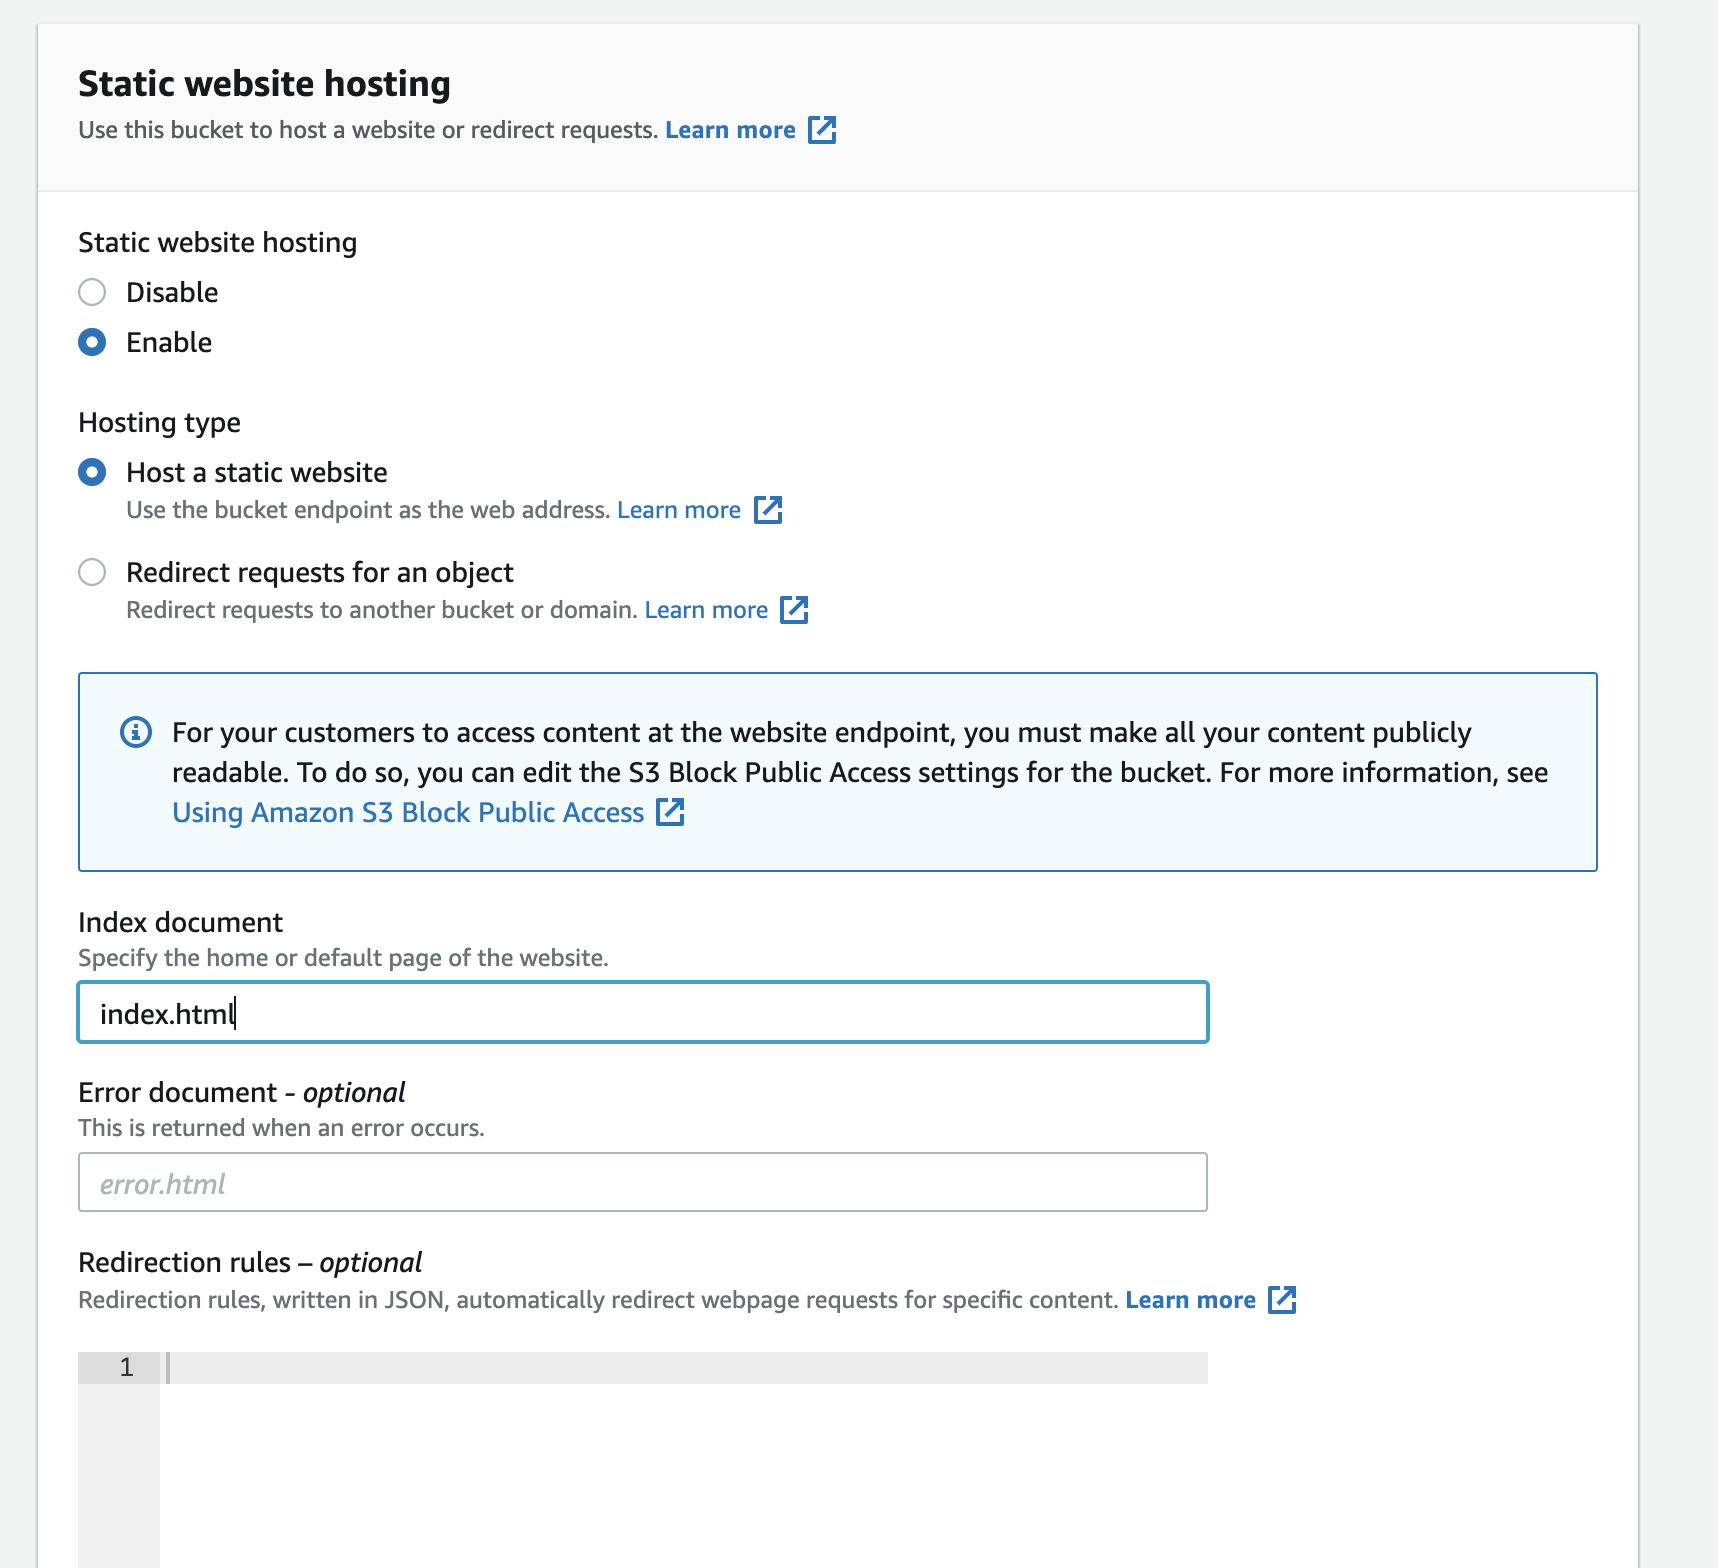 Static website hosting
Use this bucket to host a website or redirect requests. Learn more
Static website hosting
Disable
Enable
Hosting type
Host a static website
Use the bucket endpoint as the web address. Learn more
Redirect requests for an object
Redirect requests to another bucket or domain. Learn more
For your customers to access content at the website endpoint, you must make all your content publicly
readable. To do so, you can edit the S3 Block Public Access settings for the bucket. For more information, see
Using Amazon S3 Block Public Access
Index document
Specify the home or default page of the website.
index.html
Error document - optional
This is returned when an error occurs.
error.html
Redirection rules – optional
Redirection rules, written in JSON, automatically redirect webpage requests for specific content. Learn more
1